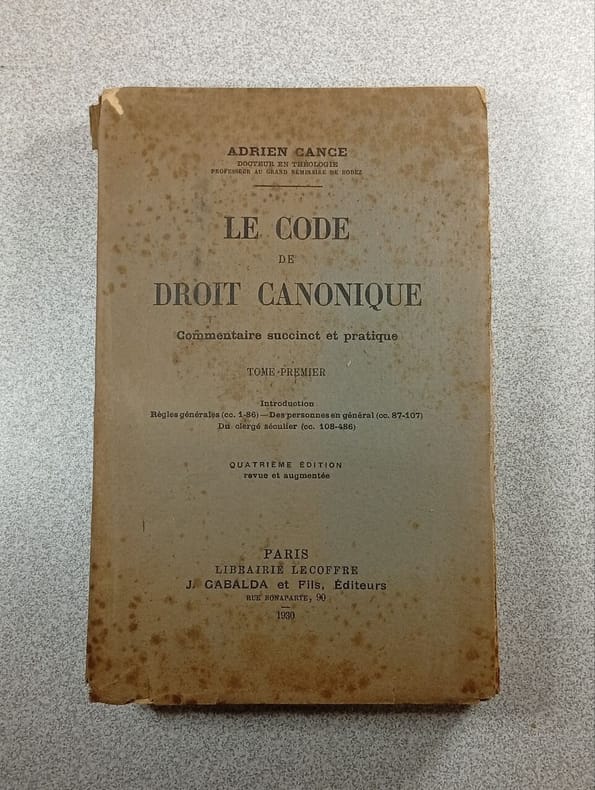 ADRIEN CANCE
DOCTEUR EN THÉOLOGIE
PROFESSEUR AU GRAND SÉMINAIRE DE RODEZ
LE CODE
DE
DROIT CANONIQUE
Commentaire succinct et pratique
TOME PREMIER
Introduction
Règles générales (cc. 1-86) — Des personnes en général (cc. 87-107)
Du clergé séculier (cc. 108-486)
QUATRIÈME ÉDITION
revue et augmentée
PARIS
LIBRAIRIE LECOFFRE
J. GABALDA et Fils, Éditeurs
RUE BONAPARTE, 90
1930